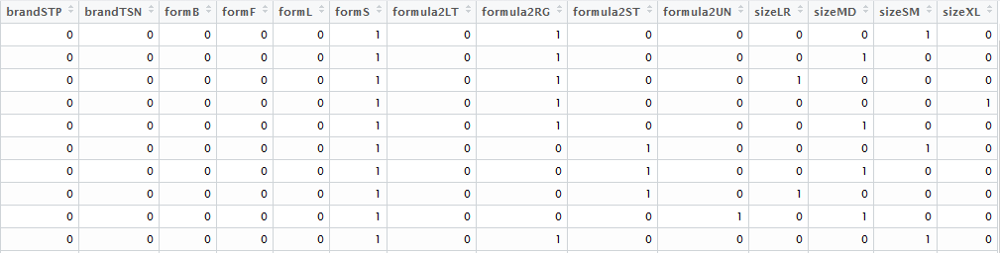 brandSTP brandTSN formB formF formL formS formula2LT formula2RG formula2ST formula2UN sizeLR sizeMD sizeSM sizeXL
0 0 0 0 0 1 0 1 0 0 0 0 1 0
0 0 0 0 0 1 0 1 0 0 0 1 0 0
0 0 0 0 0 1 0 1 0 0 1 0 0 0
0 0 0 0 0 1 0 1 0 0 0 0 0 1
0 0 0 0 0 1 0 1 0 0 0 1 0 0
0 0 0 0 0 1 0 0 1 0 0 0 1 0
0 0 0 0 0 1 0 0 1 0 0 1 0 0
0 0 0 0 0 1 0 0 1 0 1 0 0 0
0 0 0 0 0 1 0 0 0 1 0 1 0 0
0 0 0 0 0 1 0 1 0 0 0 0 1 0